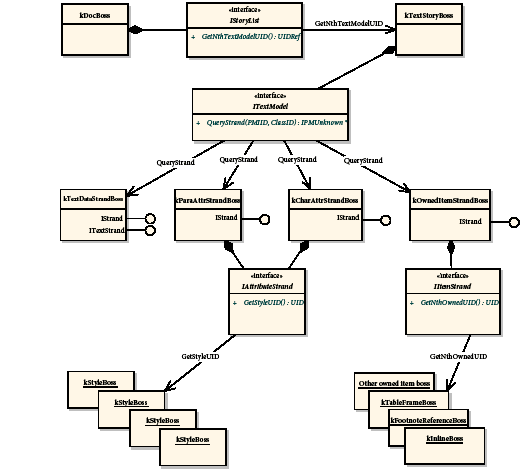 kDocBoss
«interface»
IStoryList
+ GetNthTextModelUID() : UIDRef
GetNthTextModelUID
kTextStoryBoss
«interface»
ITextModel
+ QueryStrand(PMIID, ClassID) : IPMUnknown *
QueryStrand
QueryStrand
QueryStrand
QueryStrand
kTextDataStrandBoss
IStrand
ITextStrand
kParaAttrStrandBoss
IStrand
kCharAttrStrandBoss
IStrand
kOwnedItemStrandBoss
IStrand
«interface»
IAttributeStrand
+ GetStyleUID() : UID
«interface»
IItemStrand
+ GetNthOwnedUID() : UID
GetStyleUID
GetNthOwnedUID
kStyleBoss
kStyleBoss
kStyleBoss
kStyleBoss
Other owned item boss
kTableFrameBoss
kFootnoteReferenceBoss
kInlineBoss